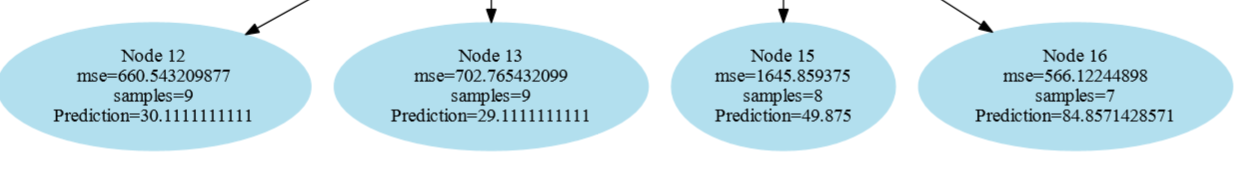 Node 12
mse=660.543209877
samples=9
Prediction=30.1111111111
Node 13
mse=702.765432099
samples=9
Prediction=29.1111111111
Node 15
mse=1645.859375
samples=8
Prediction=49.875
Node 16
mse=566.12244898
samples=7
Prediction=84.8571428571